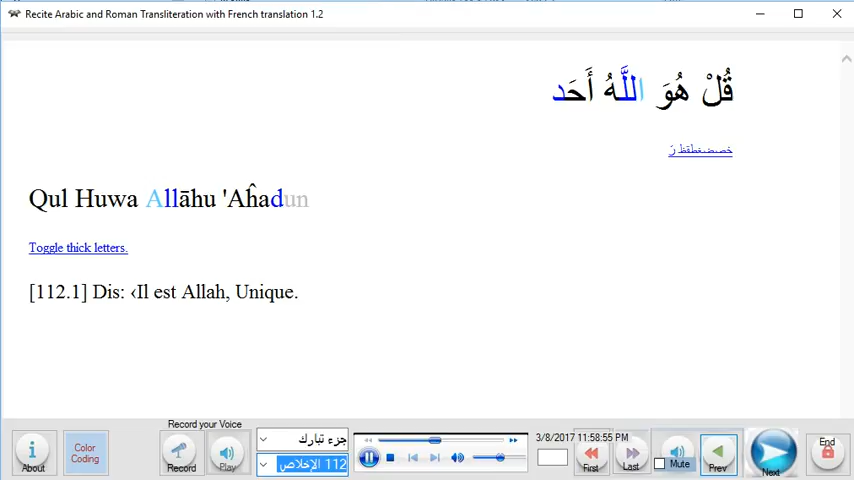 Recite Arabic and Roman Transliteration with French translation 1.2
قُلْ هُوَ اللَّهُ أَحَد
خصضغطقظ رَ
Qul Huwa Allāhu 'Aĥadun
Toggle thick letters.
[112.1] Dis: ‹Il est Allah, Unique.
Record your Voice
About
Color Coding
Record
Play
جزء تبارك
112 الإخلاص
3/8/2017 11:58:55 PM
First
Last
Mute
Prev
Next
End